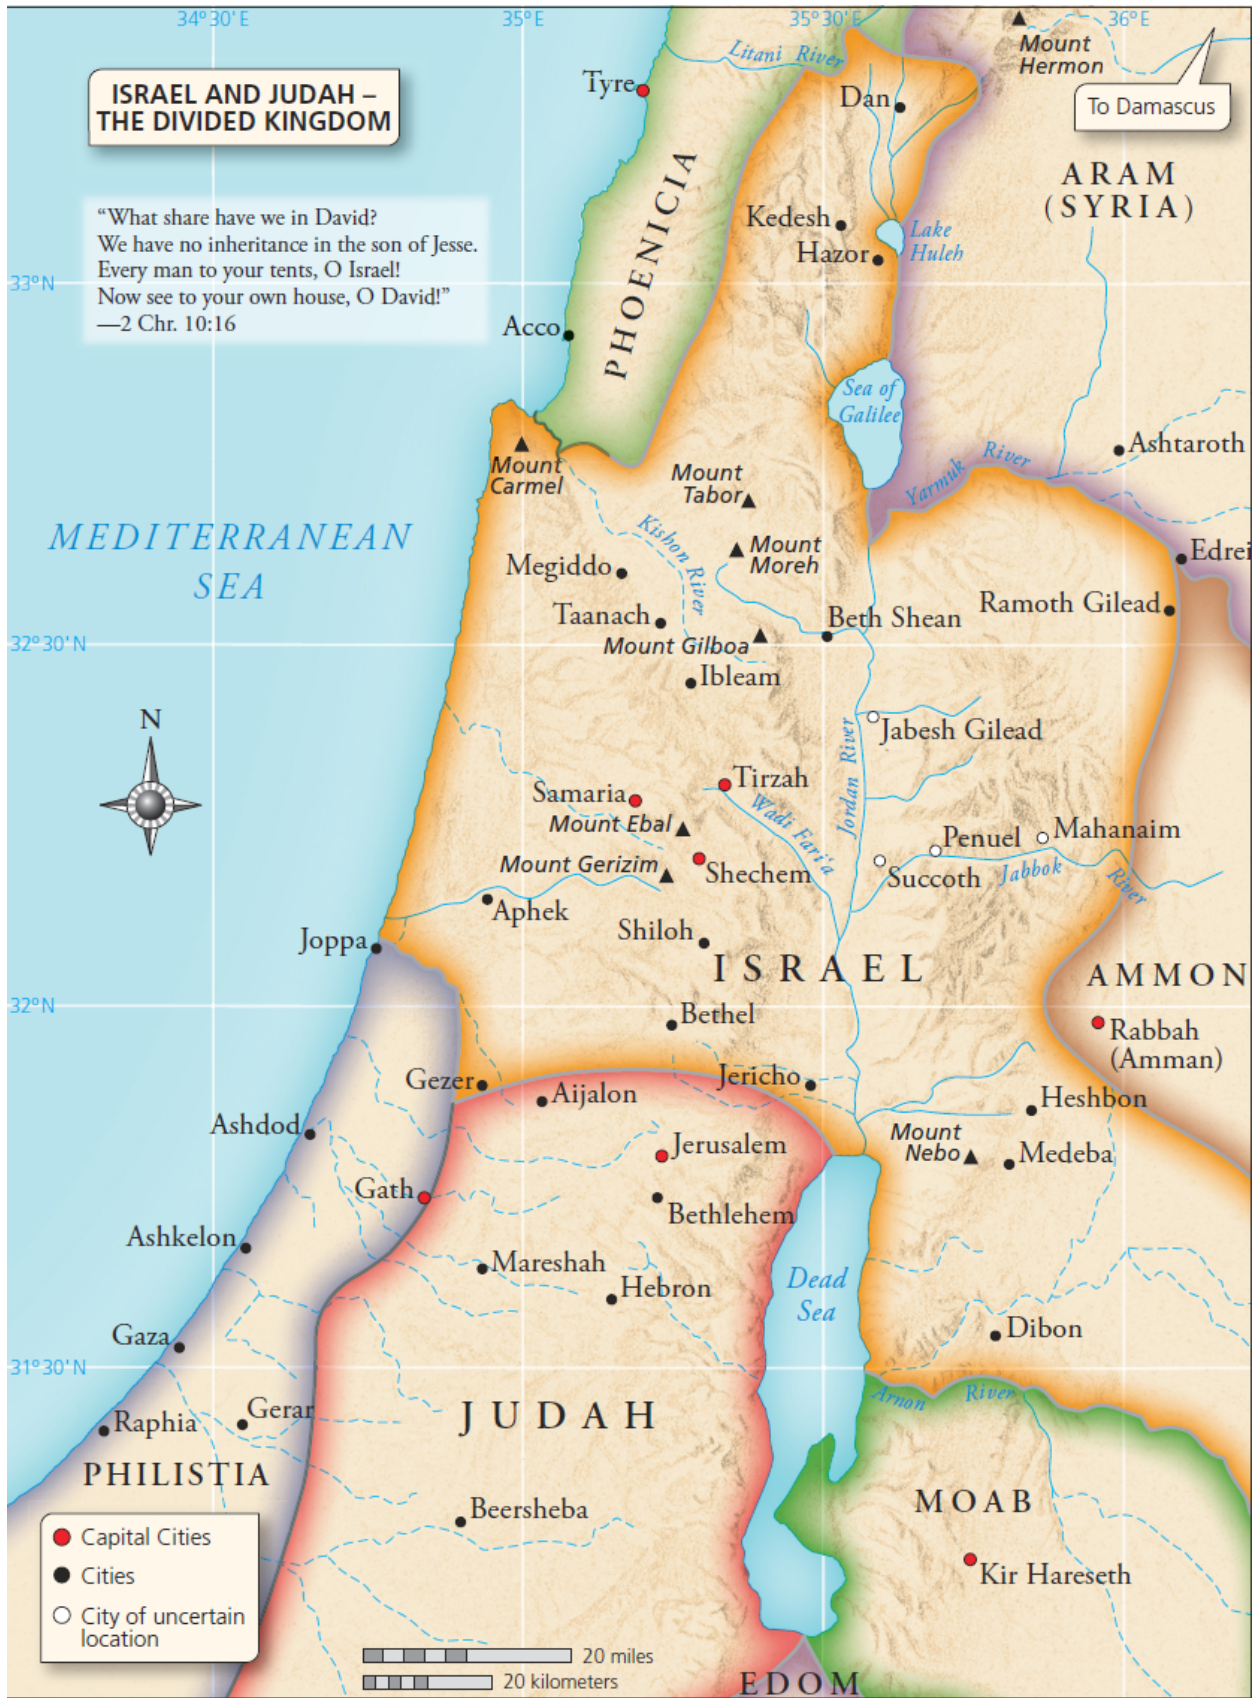 34°30'E
35°E
35°30'E
36°E
ISRAEL AND JUDAH –
THE DIVIDED KINGDOM
“What share have we in David?
We have no inheritance in the son of Jesse.
Every man to your tents, O Israel!
Now see to your own house, O David!”
—2 Chr. 10:16
Litani River
Mount
Hermon
To Damascus
Tyre
Dan
ARAM
(SYRIA)
PHOENICIA
Kedesh
Hazor
Lake
Huleh
33°N
Acco
Sea of
Galilee
Ashtaroth
Yarmuk River
Mount
Carmel
Mount
Tabor
MEDITERRANEAN
SEA
Kishon River
Mount
Moreh
Edrei
Megiddo
Taanach
Beth Shean
Ramoth Gilead
32°30'N
Mount Gilboa
Ibleam
N
Jabesh Gilead
Jordan River
Tirzah
Samaria
Wadi Fari'a
Mount Ebal
Penuel
Mahanaim
Mount Gerizim
Shechem
Succoth
Jabbok River
Aphek
Shiloh
Joppa
ISRAEL
AMMON
32°N
Bethel
Rabbah
(Amman)
Gezer
Aijalon
Jericho
Heshbon
Ashdod
Jerusalem
Mount
Nebo
Medeba
Gath
Bethlehem
Ashkelon
Mareshah
Hebron
Dead
Sea
Gaza
Dibon
31°30'N
Arnon River
Raphia
Gerar
JUDAH
PHILISTIA
MOAB
Beersheba
Kir Hareseth
Capital Cities
Cities
City of uncertain
location
20 miles
20 kilometers
EDOM